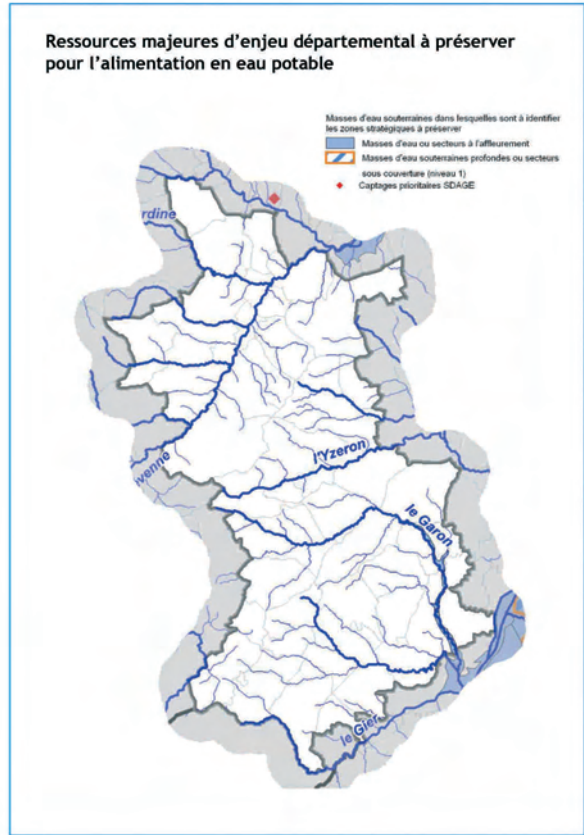 Ressources majeures d'enjeu départemental à préserver
pour l'alimentation en eau potable
Masses d'eau souterraines dans lesquelles sont à identifier
les zones stratégiques à préserver
Masses d'eau ou secteurs à l'affleurement
Masses d'eau souterraines profondes ou secteurs
sous couverture (niveau 1)
Captages prioritaires SDAGE
rdine
l'Yzeron
venne
le Garon
le Gier